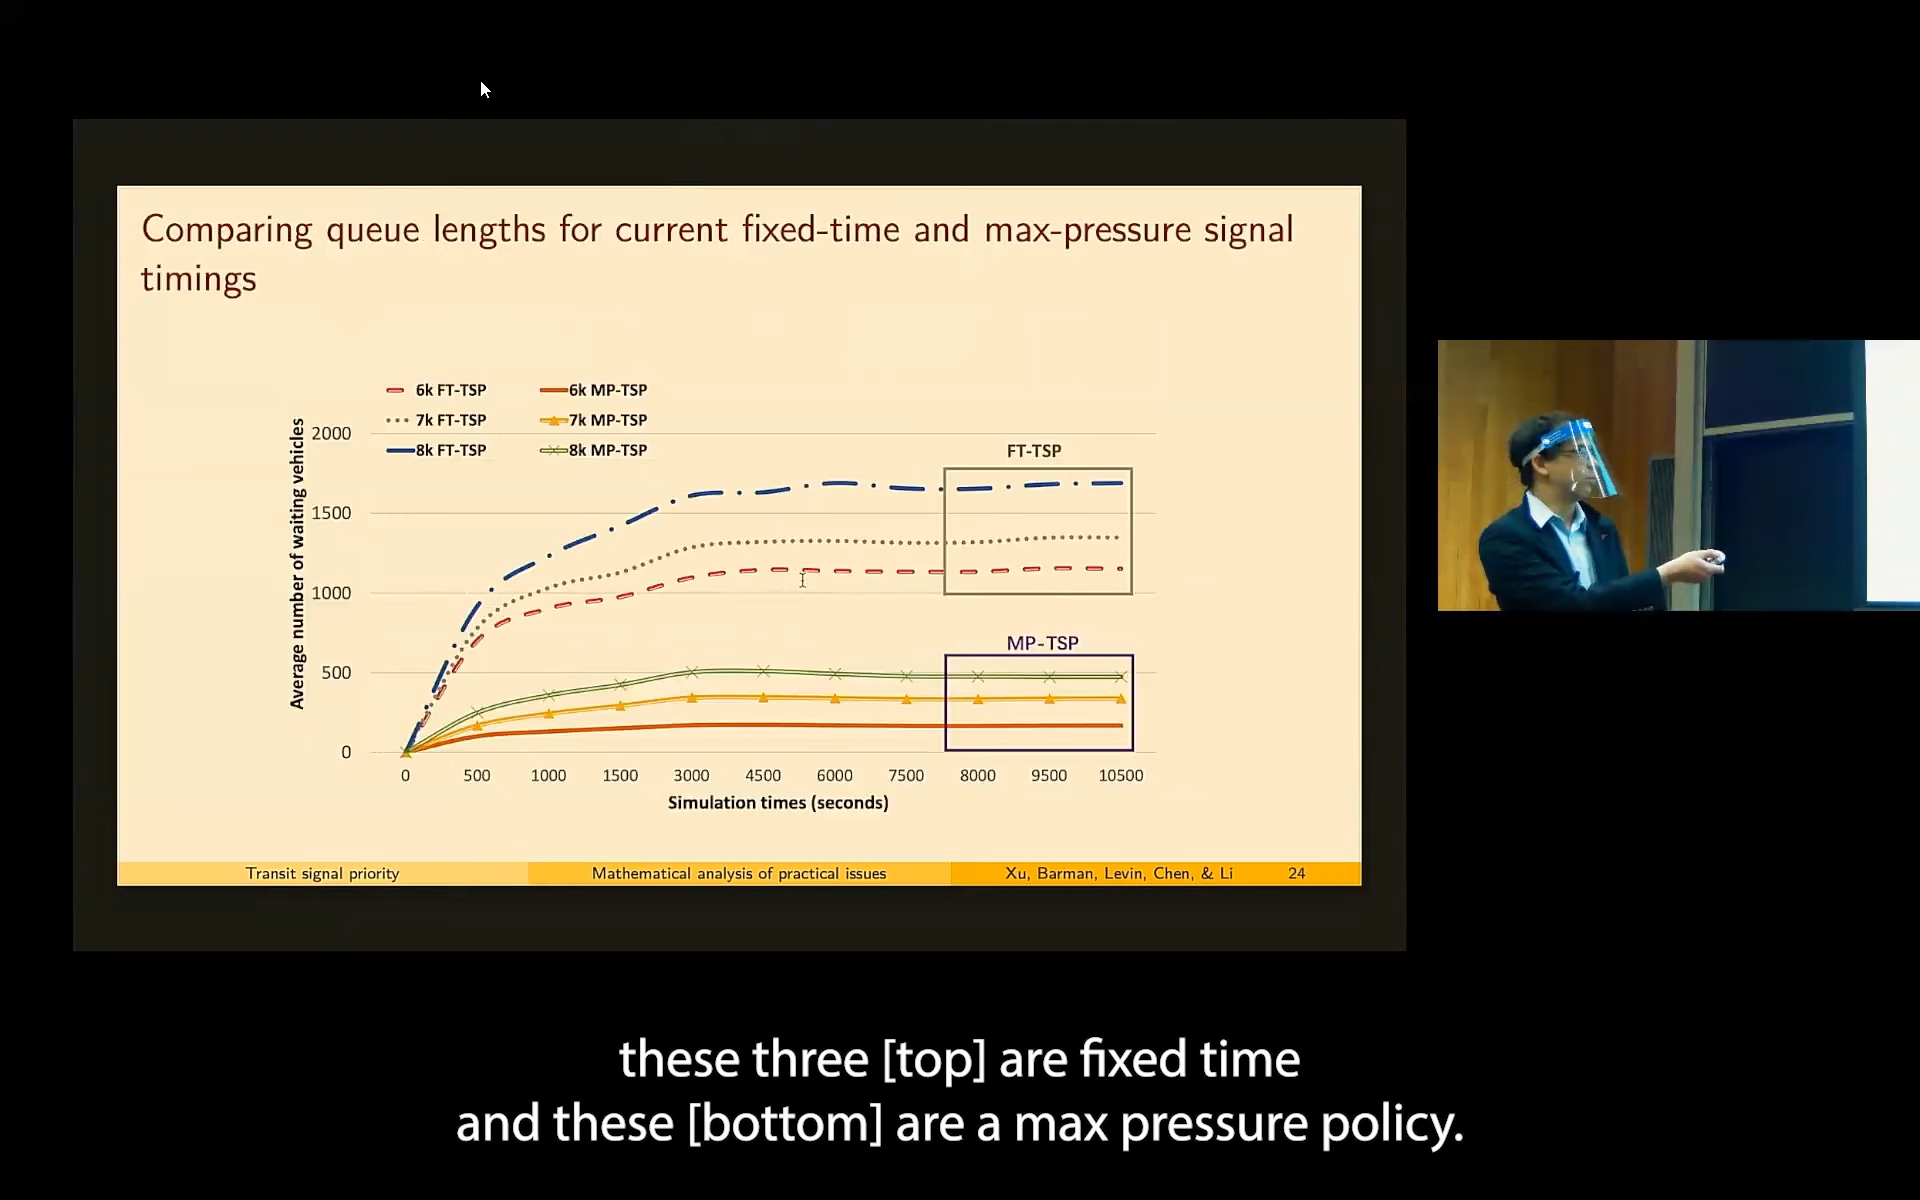 Comparing queue lengths for current fixed-time and max-pressure signal
timings
6k FT-TSP
6k MP-TSP
7k FT-TSP
7k MP-TSP
8k FT-TSP
8k MP-TSP
Average number of waiting vehicles
2000
1500
1000
500
0
FT-TSP
MP-TSP
0 500 1000 1500 3000 4500 6000 7500 8000 9500 10500
Simulation times (seconds)
Transit signal priority
Mathematical analysis of practical issues
Xu, Barman, Levin, Chen, & Li 24
these three [top] are fixed time
and these [bottom] are a max pressure policy.